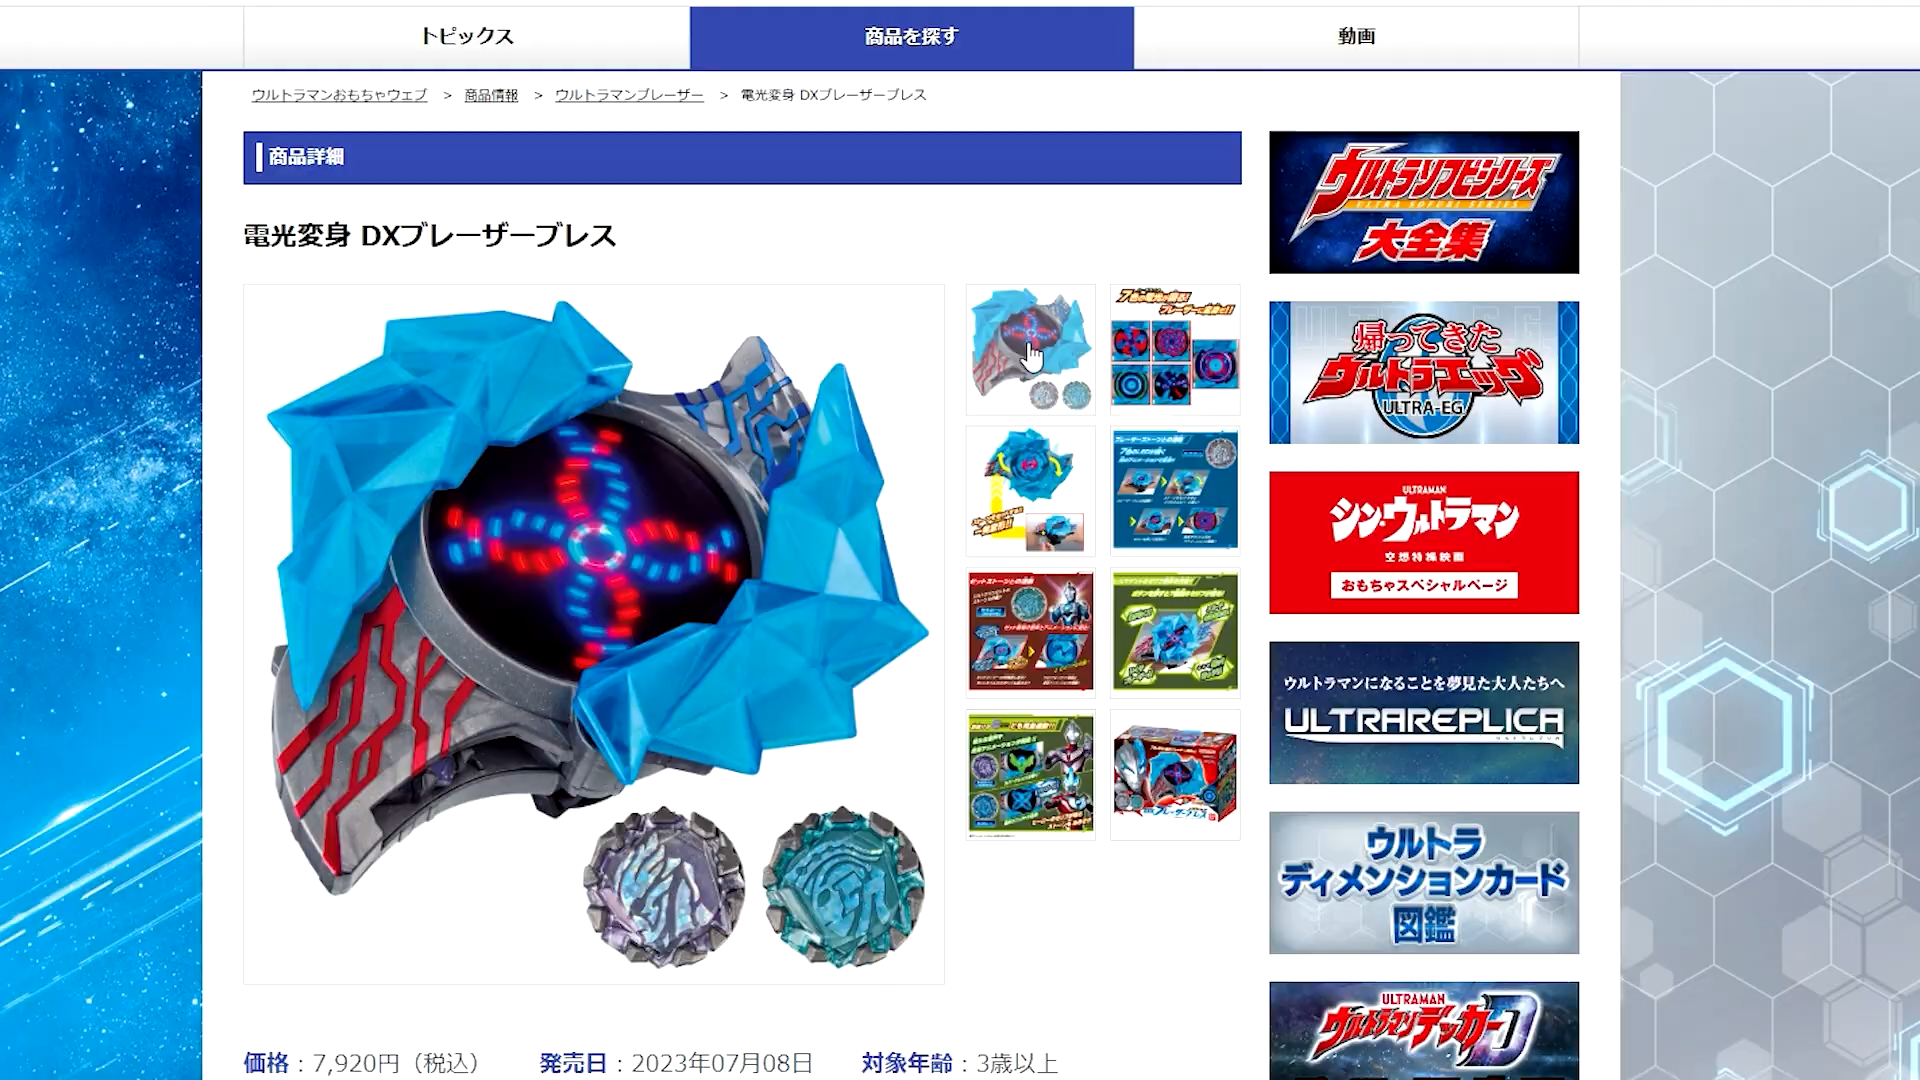 トピックス
商品を探す
動画
ウルトラマンおもちゃウェブ > 商品情報 > ウルトラマンブレーザー > 電光変身 DXブレーザーブレス
商品詳細
電光変身 DXブレーザーブレス
価格：7,920円（税込）
発売日：2023年07月08日
対象年齢：3歳以上
ウルトラソフビシリーズ
ULTRA SOFUBI SERIES
大全集
帰ってきた
ウルトラエッグ
ULTRA-EG
ULTRAMAN
シン・ウルトラマン
空想特撮映画
おもちゃスペシャルページ
ウルトラマンになることを夢見た大人たちへ
ULTRAREPLICA
ウルトラ
ディメンションカード
図鑑
ULTRAMAN
ウルトラマンデッカー